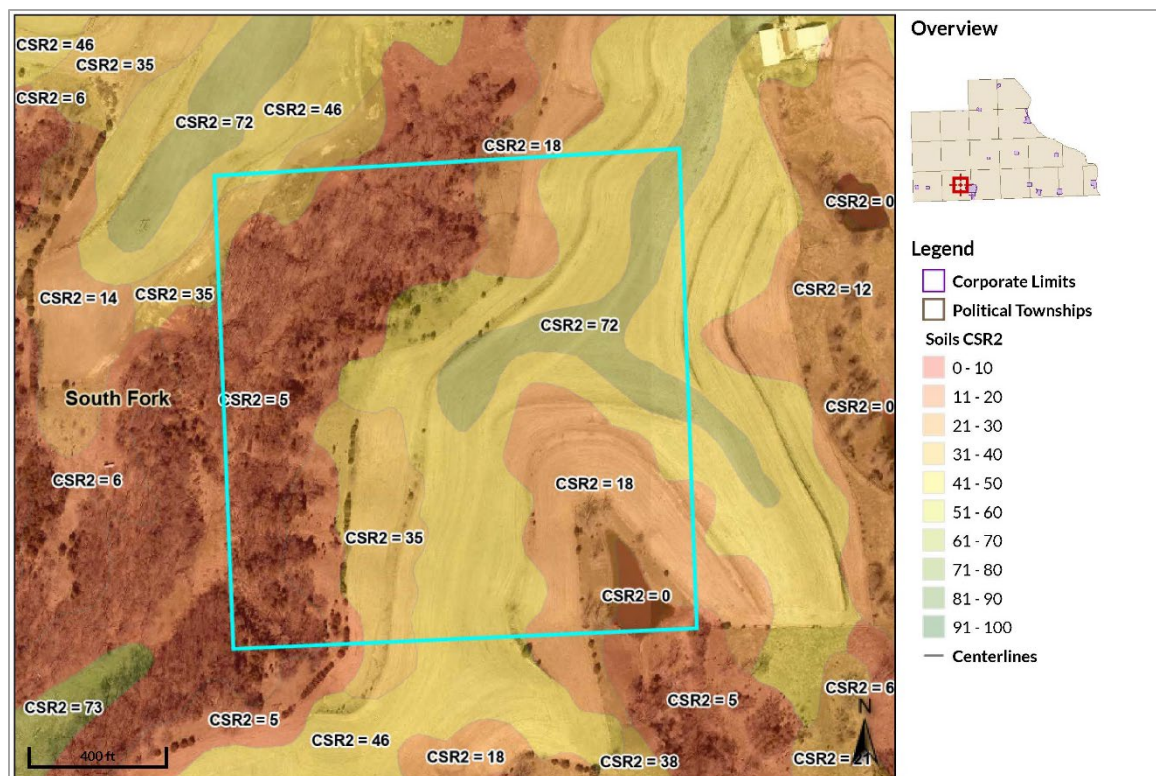 CSR2 = 46
CSR2 = 35
CSR2 = 6
CSR2 = 46
CSR2 = 72
CSR2 = 18
CSR2 = 0
CSR2 = 14
CSR2 = 35
CSR2 = 12
CSR2 = 72
South Fork
CSR2 = 5
CSR2 = 0
CSR2 = 6
CSR2 = 18
CSR2 = 35
CSR2 = 0
CSR2 = 73
CSR2 = 5
CSR2 = 5
CSR2 = 6
CSR2 = 46
CSR2 = 18
CSR2 = 38
CSR2 = 21
400 ft
N
Overview
Legend
Corporate Limits
Political Townships
Soils CSR2
0 - 10
11 - 20
21 - 30
31 - 40
41 - 50
51 - 60
61 - 70
71 - 80
81 - 90
91 - 100
Centerlines